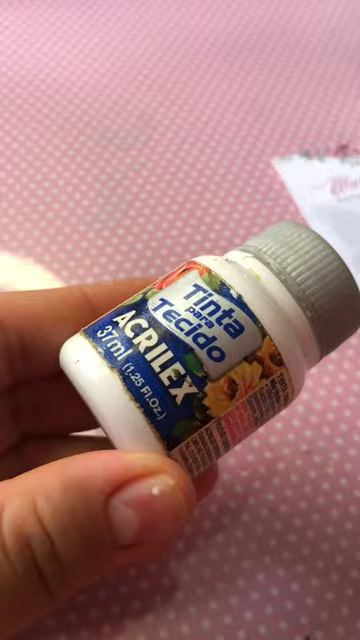 Tinta
para
Tecido
ACRILEX
37ml (1.25 Fl.Oz.)